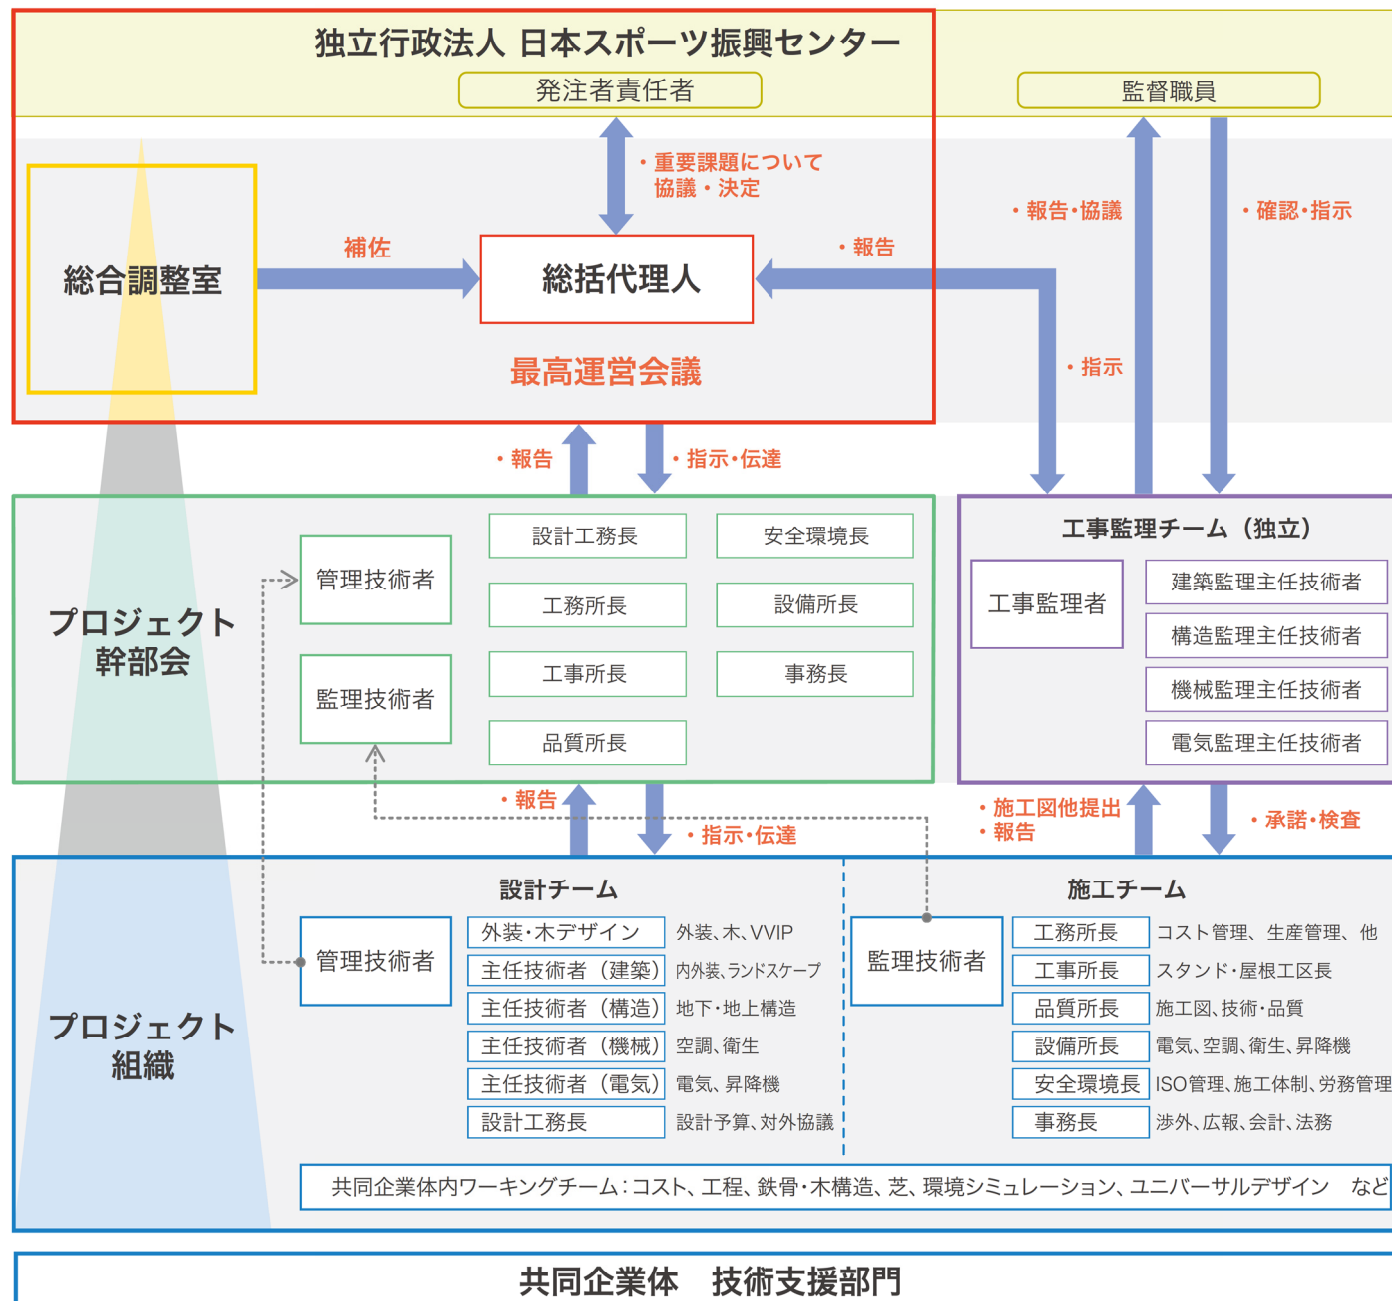 独立行政法人 日本スポーツ振興センター
発注者責任者
監督職員
・重要課題について
協議・決定
・報告・協議
・確認・指示
総合調整室
補佐
総括代理人
・報告
最高運営会議
・指示
・報告
・指示・伝達
プロジェクト
幹部会
管理技術者
監理技術者
設計工務長
安全環境長
工務所長
設備所長
工事所長
事務長
品質所長
工事監理チーム（独立）
工事監理者
建築監理主任技術者
構造監理主任技術者
機械監理主任技術者
電気監理主任技術者
・報告
・指示・伝達
・施工図他提出
・報告
・承諾・検査
プロジェクト
組織
設計チーム
管理技術者
外装・木デザイン 外装、木、VVIP
主任技術者（建築） 内外装、ランドスケープ
主任技術者（構造） 地下・地上構造
主任技術者（機械） 空調、衛生
主任技術者（電気） 電気、昇降機
設計工務長 設計予算、対外協議
施工チーム
監理技術者
工務所長 コスト管理、生産管理、他
工事所長 スタンド・屋根工区長
品質所長 施工図、技術・品質
設備所長 電気、空調、衛生、昇降機
安全環境長 ISO管理、施工体制、労務管理
事務長 渉外、広報、会計、法務
共同企業体内ワーキングチーム：コスト、工程、鉄骨・木構造、芝、環境シミュレーション、ユニバーサルデザイン　など
共同企業体　技術支援部門